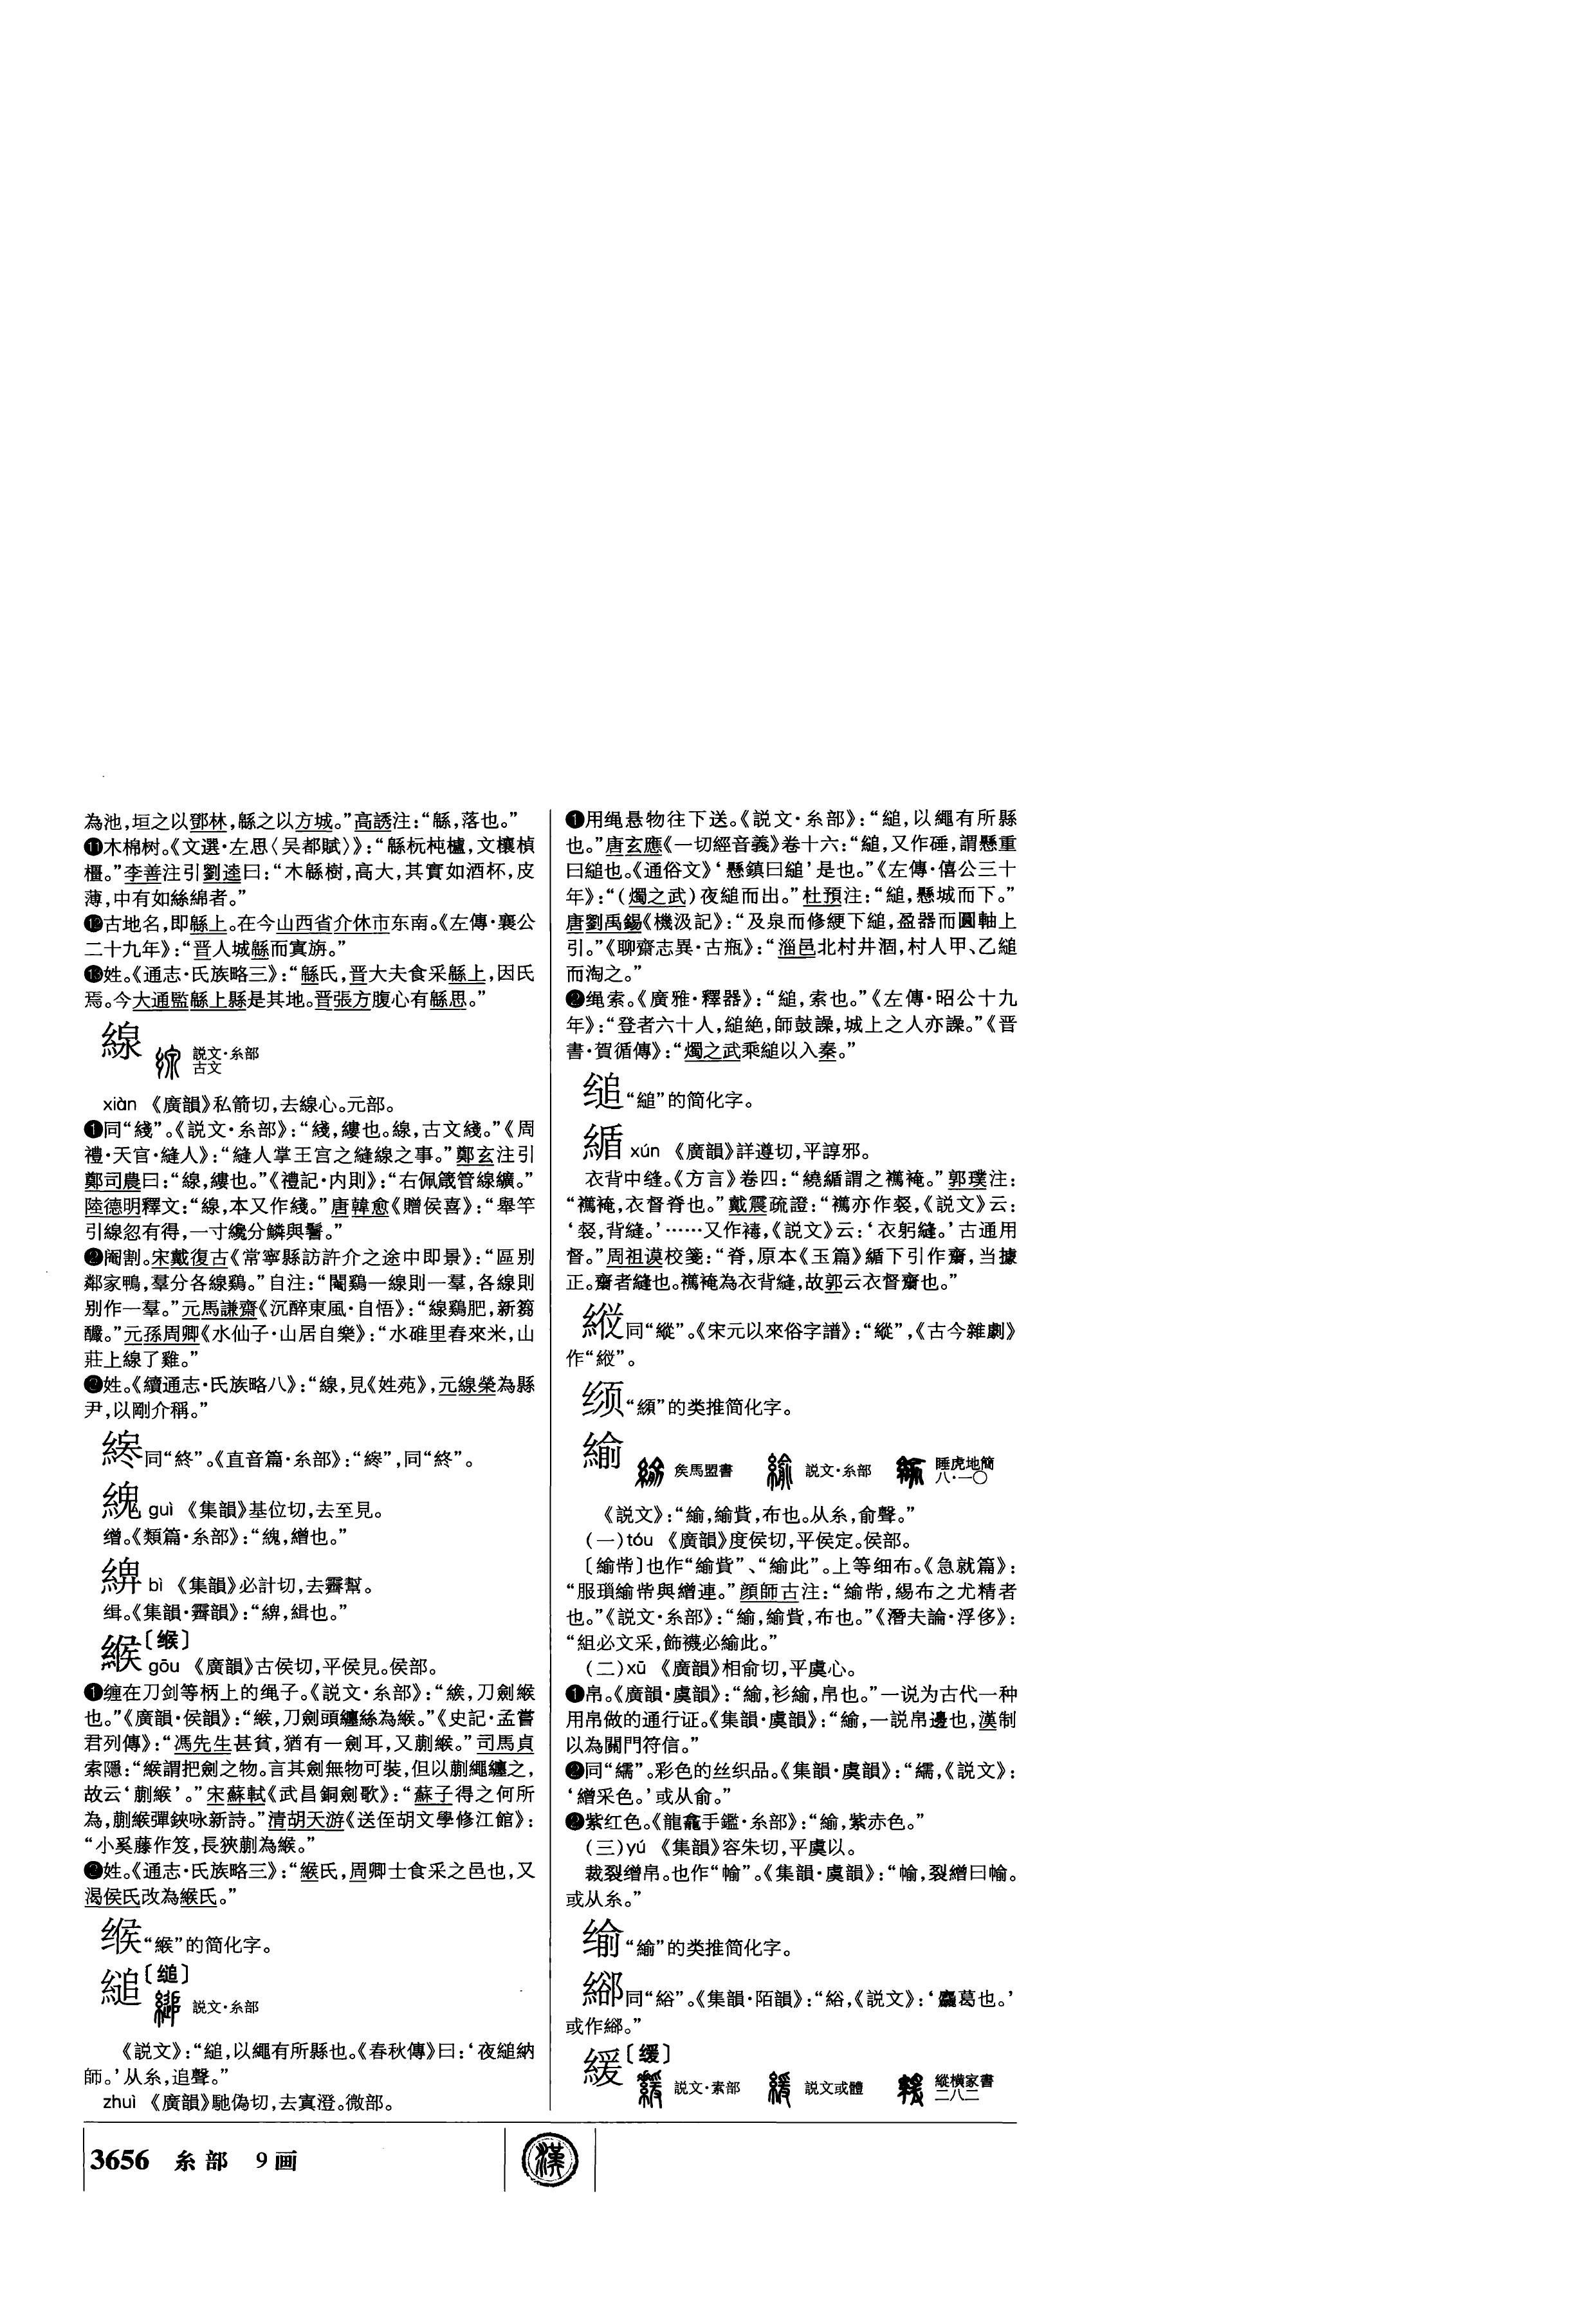 為池，垣之以鄧林，緜之以方城。”高誘注：“緜，落也。”
⓫木棉树。《文選·左思〈吴都賦〉》：“緜杬杶櫨，文欀楨
橿。”李善注引劉逵曰：“木緜樹，高大，其實如酒杯，皮
薄，中有如絲綿者。”
⓬古地名，即緜上。在今山西省介休市东南。《左傳·襄公
二十九年》：“晋人城緜而寘旃。”
⓭姓。《通志·氏族略三》：“緜氏，晋大夫食采緜上，因氏
焉。今大通監緜上縣是其地。晋張方腹心有緜思。”
線
説文·糸部
古文
xiàn 《廣韻》私箭切，去線心。元部。
❶同“綫”。《説文·糸部》：“綫，縷也。線，古文綫。”《周
禮·天官·縫人》：“縫人掌王宫之縫線之事。”鄭玄注引
鄭司農曰：“線，縷也。”《禮記·内則》：“右佩箴管線纊。”
陸德明釋文：“線，本又作綫。”唐韓愈《贈侯喜》：“舉竿
引線忽有得，一寸纔分鱗與鬐。”
❷阉割。宋戴復古《常寧縣訪許介之途中即景》：“區别
鄰家鴨，羣分各線鷄。”自注：“閹鷄一線則一羣，各線則
别作一羣。”元馬謙齋《沉醉東風·自悟》：“線鷄肥，新篘
釅。”元孫周卿《水仙子·山居自樂》：“水碓里舂來米，山
莊上線了雞。”
❸姓。《續通志·氏族略八》：“線，見《姓苑》，元線榮為縣
尹，以剛介稱。”
同“終”。《直音篇·糸部》：同“終”。
䌆 guì 《集韻》基位切，去至見。
缯。《類篇·糸部》：“䌆，繒也。”
bì 《集韻》必計切，去霽幫。
缉。《集韻·霽韻》：緝也。”
緱〔缑〕
gōu 《廣韻》古侯切，平侯見。侯部。
❶缠在刀剑等柄上的绳子。《説文·糸部》：“緱，刀劍緱
也。”《廣韻·侯韻》：“緱，刀劍頭纏絲為緱。”《史記·孟嘗
君列傳》：“馮先生甚貧，猶有一劍耳，又蒯緱。”司馬貞
索隱：“緱謂把劍之物。言其劍無物可裝，但以蒯繩纏之，
故云‘蒯緱’。”宋蘇軾《武昌銅劍歌》：“蘇子得之何所
為，蒯緱彈鋏咏新詩。”清胡天游《送侄胡文學修江館》：
“小奚藤作笈，長狹蒯為緱。”
❷姓。《通志·氏族略三》：“緱氏，周卿士食采之邑也，又
渴侯氏改為緱氏。”
缑“緱”的简化字。
縋〔缒〕
説文·糸部
《説文》：“縋，以繩有所縣也。《春秋傳》曰：‘夜縋納
師。’从糸，追聲。”
zhuì 《廣韻》馳偽切，去寘澄。微部。
❶用绳悬物往下送。《説文·糸部》：“縋，以繩有所縣
也。”唐玄應《一切經音義》卷十六：“縋，又作硾，謂懸重
曰縋也。《通俗文》‘懸鎮曰縋’是也。”《左傳·僖公三十
年》：“（燭之武）夜縋而出。”杜預注：“縋，懸城而下。”
唐劉禹錫《機汲記》：“及泉而修綆下縋，盈器而圓軸上
引。”《聊齋志異·古瓶》：“淄邑北村井涸，村人甲、乙縋
而淘之。”
❷绳索。《廣雅·釋器》：“縋，索也。”《左傳·昭公十九
年》：“登者六十人，縋絶，師鼓譟，城上之人亦譟。”《晋
書·賀循傳》：“燭之武乘縋以入秦。”
缒“縋”的简化字。
緧 xún 《廣韻》詳遵切，平諄邪。
衣背中缝。《方言》卷四：“繞緧謂之襦裺。”郭璞注：
“襦裺，衣督脊也。”戴震疏證：亦作裻，《説文》云：
‘裻，背縫。’……又作䙓，《説文》云：‘衣躬縫。’古通用
督。”周祖谟校笺：“脊，原本《玉篇》下引作齎，当據
正。齎者縫也。為衣背縫，故郭云衣督齎也。”
同“縱”。《宋元以來俗字譜》：“縱”，《古今雜劇》
作“緃”。
的类推简化字。
緰
矦馬盟書
説文·糸部
睡虎地簡
八·一〇
《説文》：“緰，緰貲，布也。从糸，俞聲。”
（一）tóu 《廣韻》度侯切，平侯定。侯部。
〔緰幋〕也作“緰貲”、“緰此”。上等细布。《急就篇》：
“服瑣緰幋與繒連。”顔師古注：緆布之尤精者
也。”《説文·糸部》：“緰，緰貲，布也。”《潛夫論·浮侈》：
“組必文采，飾襪必緰此。”
（二）xū 《廣韻》相俞切，平虞心。
❶帛。《廣韻·虞韻》：“緰，衫緰，帛也。”一说为古代一种
用帛做的通行证。《集韻·虞韻》：“緰，一説帛邊也，漢制
以為關門符信。”
❷同“繻”。彩色的丝织品。《集韻·虞韻》：“繻，《説文》：
‘繒采色。’或从俞。”
❸紫红色。《龍龕手鑑·糸部》：“緰，紫赤色。”
（三）yú 《集韻》容朱切，平虞以。
裁裂缯帛。也作“㡏”。《集韻·虞韻》：“㡏，裂繒曰㡏。
或从糸。”
“緰”的类推简化字。
同“綌”。《集韻·陌韻》：“綌，《説文》：‘麤葛也。’
或作
緩〔缓〕
説文·素部
説文或體
縱横家書
二八二
3656 糸部 9画
漢